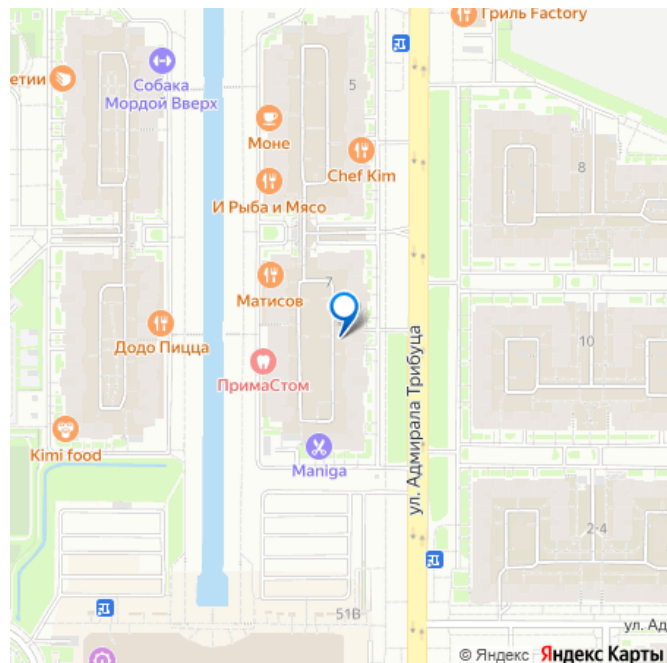 Гриль Factory
етии
Собака
Мордой Вверх
5
Моне
Chef Kim
8
И Рыба и Мясо
7
Матисов
Додо Пицца
10
ПримаСтом
ул. Адмирала Трибуца
Kimi food
Maniga
2-4
51В
ул. Ад
© Яндекс Яндекс Карты